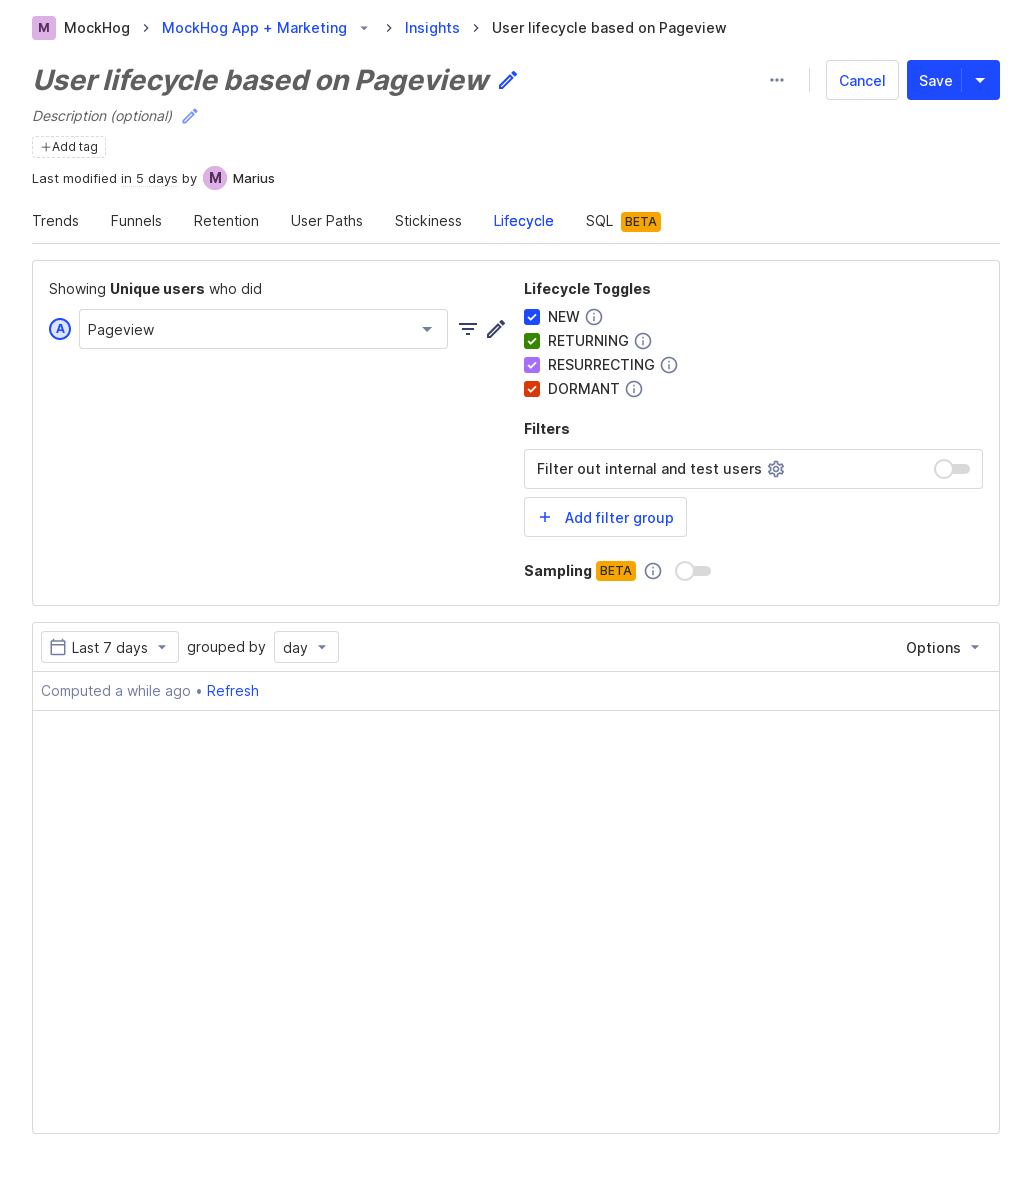 M MockHog MockHog App + Marketing Insights User lifecycle based on Pageview
User lifecycle based on Pageview
Cancel Save
Description (optional)
Add tag
Last modified in 5 days by M Marius
Trends Funnels Retention User Paths Stickiness Lifecycle SQL BETA
Showing Unique users who did
A Pageview
Lifecycle Toggles
NEW
RETURNING
RESURRECTING
DORMANT
Filters
Filter out internal and test users
Add filter group
Sampling BETA
Last 7 days grouped by day Options
Computed a while ago • Refresh